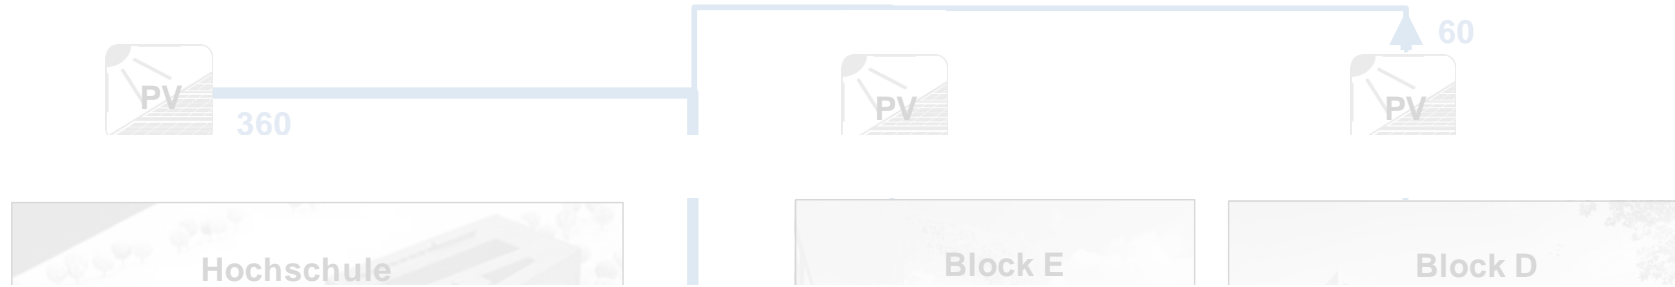 60
PV
PV
PV
360
Hochschule
Block E
Block D